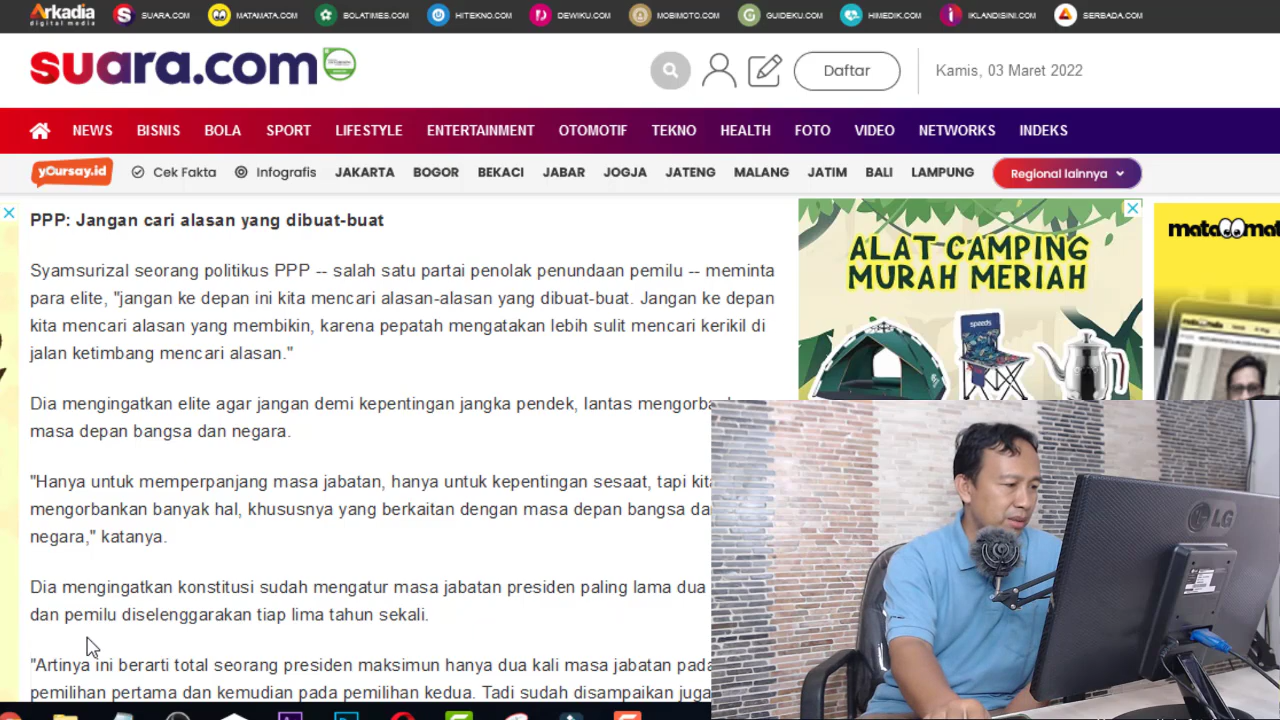 Arkadia
digital media
SUARA.COM
MATAMATA.COM
BOLATIMES.COM
HITEKNO.COM
DEWIKU.COM
MOBIMOTO.COM
GUIDEKU.COM
HIMEDIK.COM
IKLANDISINI.COM
SERBADA.COM
suara.com
Daftar
Kamis, 03 Maret 2022
NEWS BISNIS BOLA SPORT LIFESTYLE ENTERTAINMENT OTOMOTIF TEKNO HEALTH FOTO VIDEO NETWORKS INDEKS
yOursay.id Cek Fakta Infografis JAKARTA BOGOR BEKACI JABAR JOGJA JATENG MALANG JATIM BALI LAMPUNG Regional lainnya
PPP: Jangan cari alasan yang dibuat-buat
Syamsurizal seorang politikus PPP -- salah satu partai penolak penundaan pemilu -- meminta
para elite, "jangan ke depan ini kita mencari alasan-alasan yang dibuat-buat. Jangan ke depan
kita mencari alasan yang membikin, karena pepatah mengatakan lebih sulit mencari kerikil di
jalan ketimbang mencari alasan."
Dia mengingatkan elite agar jangan demi kepentingan jangka pendek, lantas
masa depan bangsa dan negara.
"Hanya untuk memperpanjang masa jabatan, hanya untuk kepentingan sesaat, tapi kita
mengorbankan banyak hal, khususnya yang berkaitan dengan masa depan bangsa
negara," katanya.
Dia mengingatkan konstitusi sudah mengatur masa jabatan presiden paling lama dua
dan pemilu diselenggarakan tiap lima tahun sekali.
"Artinya ini berarti total seorang presiden maksimun hanya dua kali masa jabatan pada
pemilihan pertama dan kemudian pada pemilihan kedua. Tadi sudah disampaikan juga
ALAT CAMPING
MURAH MERIAH
speeds
LG